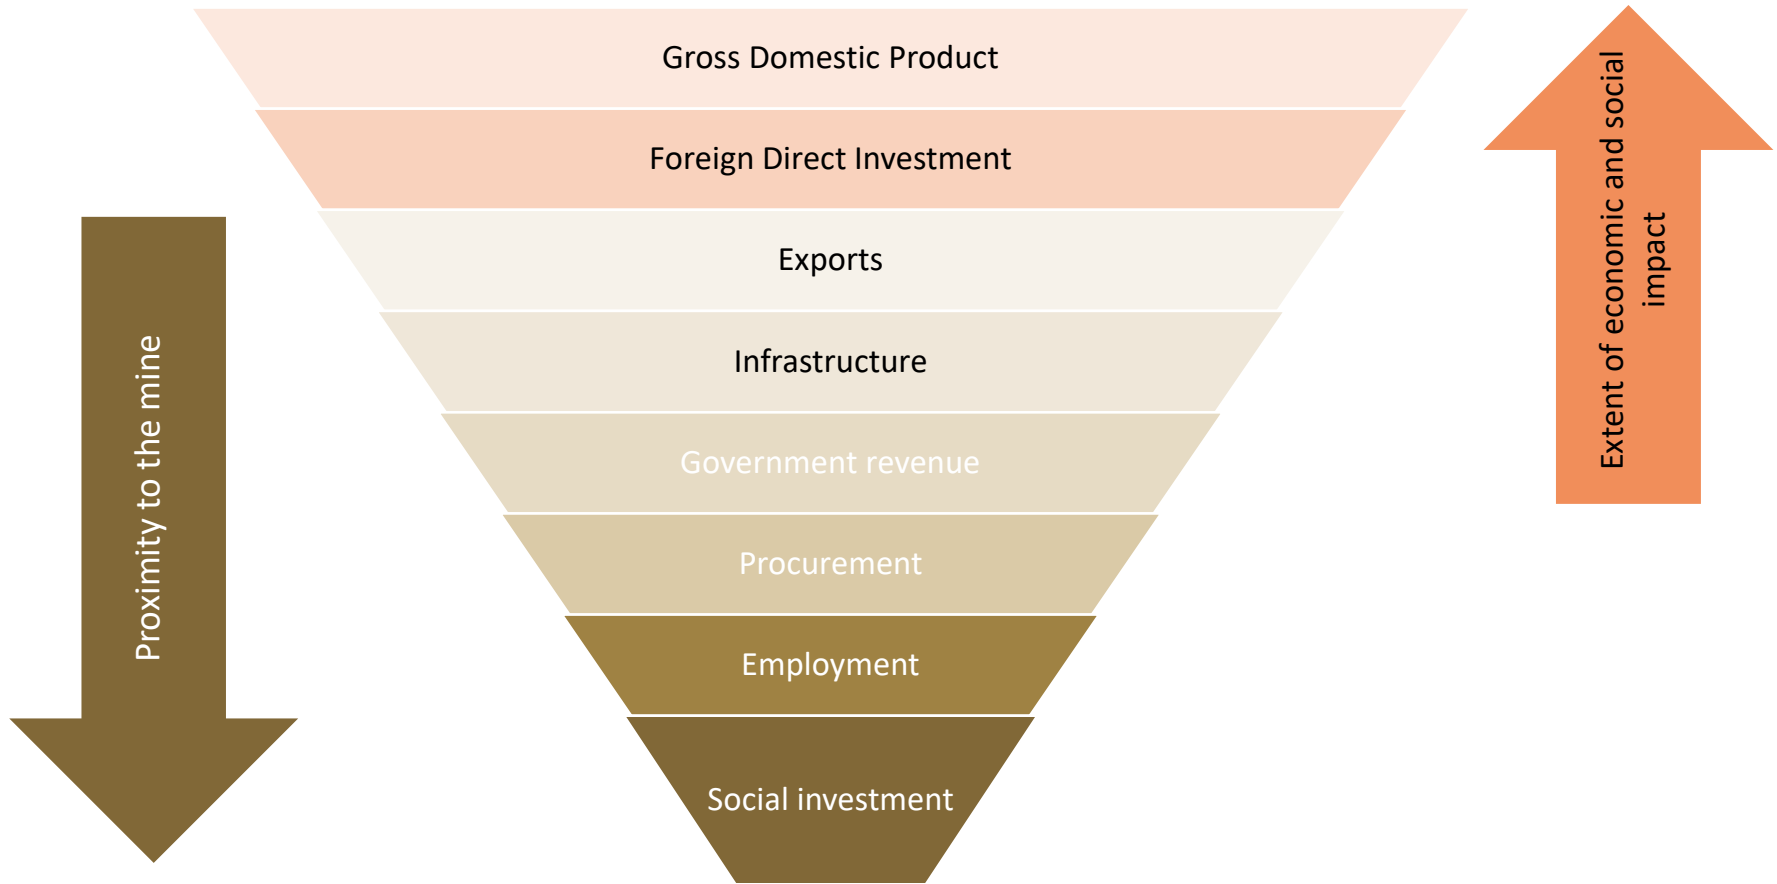 Gross Domestic Product
Foreign Direct Investment
Exports
Infrastructure
Government revenue
Procurement
Employment
Social investment
Proximity to the mine
Extent of economic and social
impact